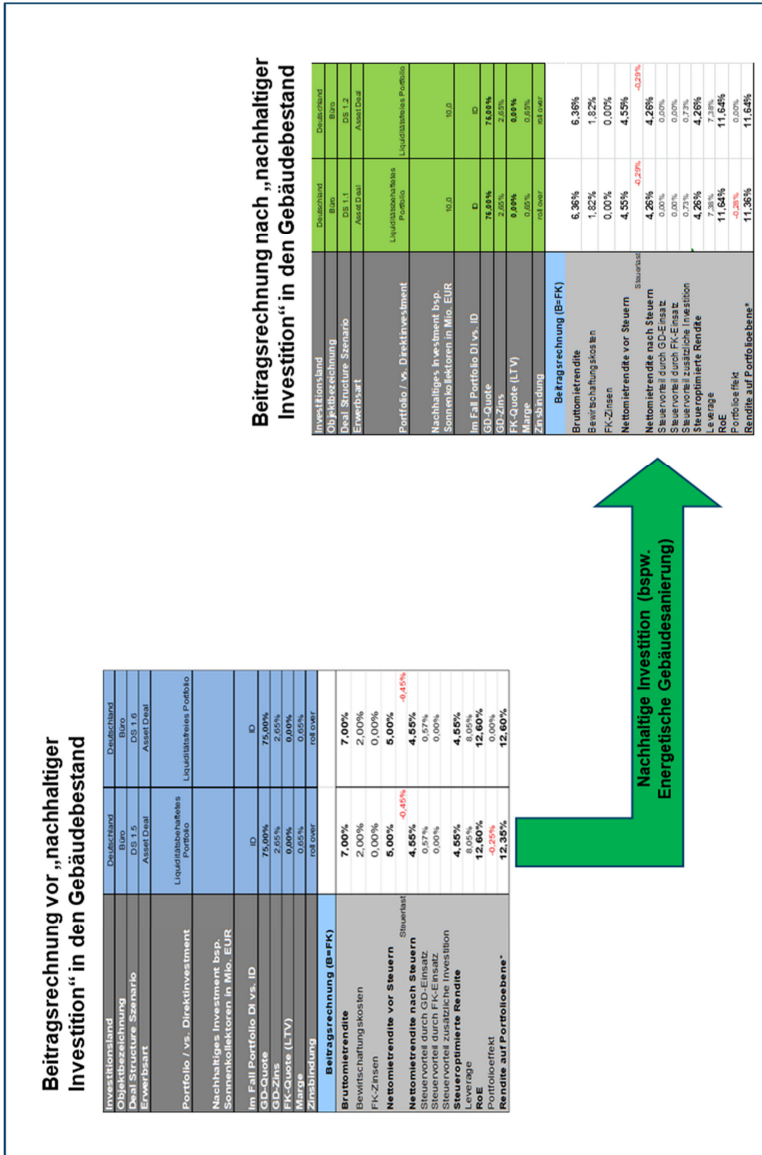 Beitragsrechnung vor „nachhaltiger
Investition“ in den Gebäudebestand
Investitionsland Deutschland Deutschland
Objektbezeichnung Büro Büro
Deal Structure Szenario DS 1.5 DS 1.6
Erwerbsart Asset Deal Asset Deal
Portfolio / vs. Direktinvestment Liquiditätsbehaftetes Portfolio Liquiditätsfreies Portfolio
Nachhaltiges Investment bsp.
Sonnenkollektoren in Mio. EUR
Im Fall Portfolio DI vs. ID ID ID
GD-Quote 75,00% 75,00%
GD-Zins 2,65% 2,65%
FK-Quote (LTV) 0,00% 0,00%
Marge 0,65% 0,65%
Zinsbindung roll over roll over
Beitragsrechnung (B=FK)
Bruttomietrendite 7,00% 7,00%
Bewirtschaftungskosten 2,00% 2,00%
FK-Zinsen 0,00% 0,00%
Nettomietrendite vor Steuern 5,00% 5,00%
Steuerlast -0,45% -0,45%
Nettomietrendite nach Steuern 4,55% 4,55%
Steuervorteil durch GD-Einsatz 0,57% 0,57%
Steuervorteil durch FK-Einsatz 0,00% 0,00%
Steuervorteil zusätzliche Investition
Steueroptimierte Rendite 4,55% 4,55%
Leverage 8,05% 8,05%
RoE 12,60% 12,60%
Portfolioeffekt -0,25% 0,00%
Rendite auf Portfolioebene* 12,35% 12,60%
Nachhaltige Investition (bspw.
Energetische Gebäudesanierung)
Beitragsrechnung nach „nachhaltiger
Investition“ in den Gebäudebestand
Investitionsland Deutschland Deutschland
Objektbezeichnung Büro Büro
Deal Structure Szenario DS 1.1 DS 1.2
Erwerbsart Asset Deal Asset Deal
Portfolio / vs. Direktinvestment Liquiditätsbehaftetes Portfolio Liquiditätsfreies Portfolio
Nachhaltiges Investment bsp.
Sonnenkollektoren in Mio. EUR 10,0 10,0
Im Fall Portfolio DI vs. ID ID ID
GD-Quote 75,00% 75,00%
GD-Zins 2,65% 2,65%
FK-Quote (LTV) 0,00% 0,00%
Marge 0,65% 0,65%
Zinsbindung roll over roll over
Beitragsrechnung (B=FK)
Bruttomietrendite 6,36% 6,36%
Bewirtschaftungskosten 1,82% 1,82%
FK-Zinsen 0,00% 0,00%
Nettomietrendite vor Steuern 4,55% 4,55%
Steuerlast -0,29% -0,29%
Nettomietrendite nach Steuern 4,26% 4,26%
Steuervorteil durch GD-Einsatz 0,00% 0,00%
Steuervorteil durch FK-Einsatz 0,00% 0,00%
Steuervorteil zusätzliche Investition 0,73% 0,73%
Steueroptimierte Rendite 4,26% 4,26%
Leverage 7,38% 7,38%
RoE 11,64% 11,64%
Portfolioeffekt -0,28% 0,00%
Rendite auf Portfolioebene* 11,36% 11,64%